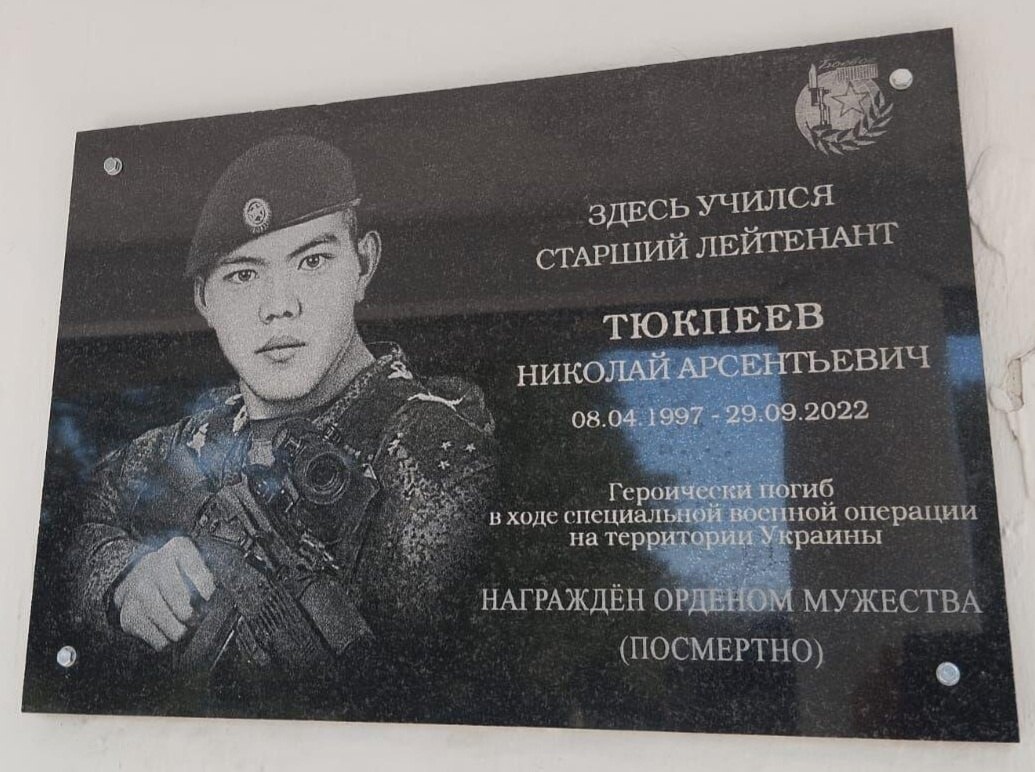 Боевое
ЗДЕСЬ УЧИЛСЯ
СТАРШИЙ ЛЕЙТЕНАНТ
ТЮКПЕЕВ
НИКОЛАЙ АРСЕНТЬЕВИЧ
08.04.1997 - 29.09.2022
Героически погиб
в ходе специальной военной операции
на территории Украины
НАГРАЖДЁН ОРДЕНОМ МУЖЕСТВА
(ПОСМЕРТНО)